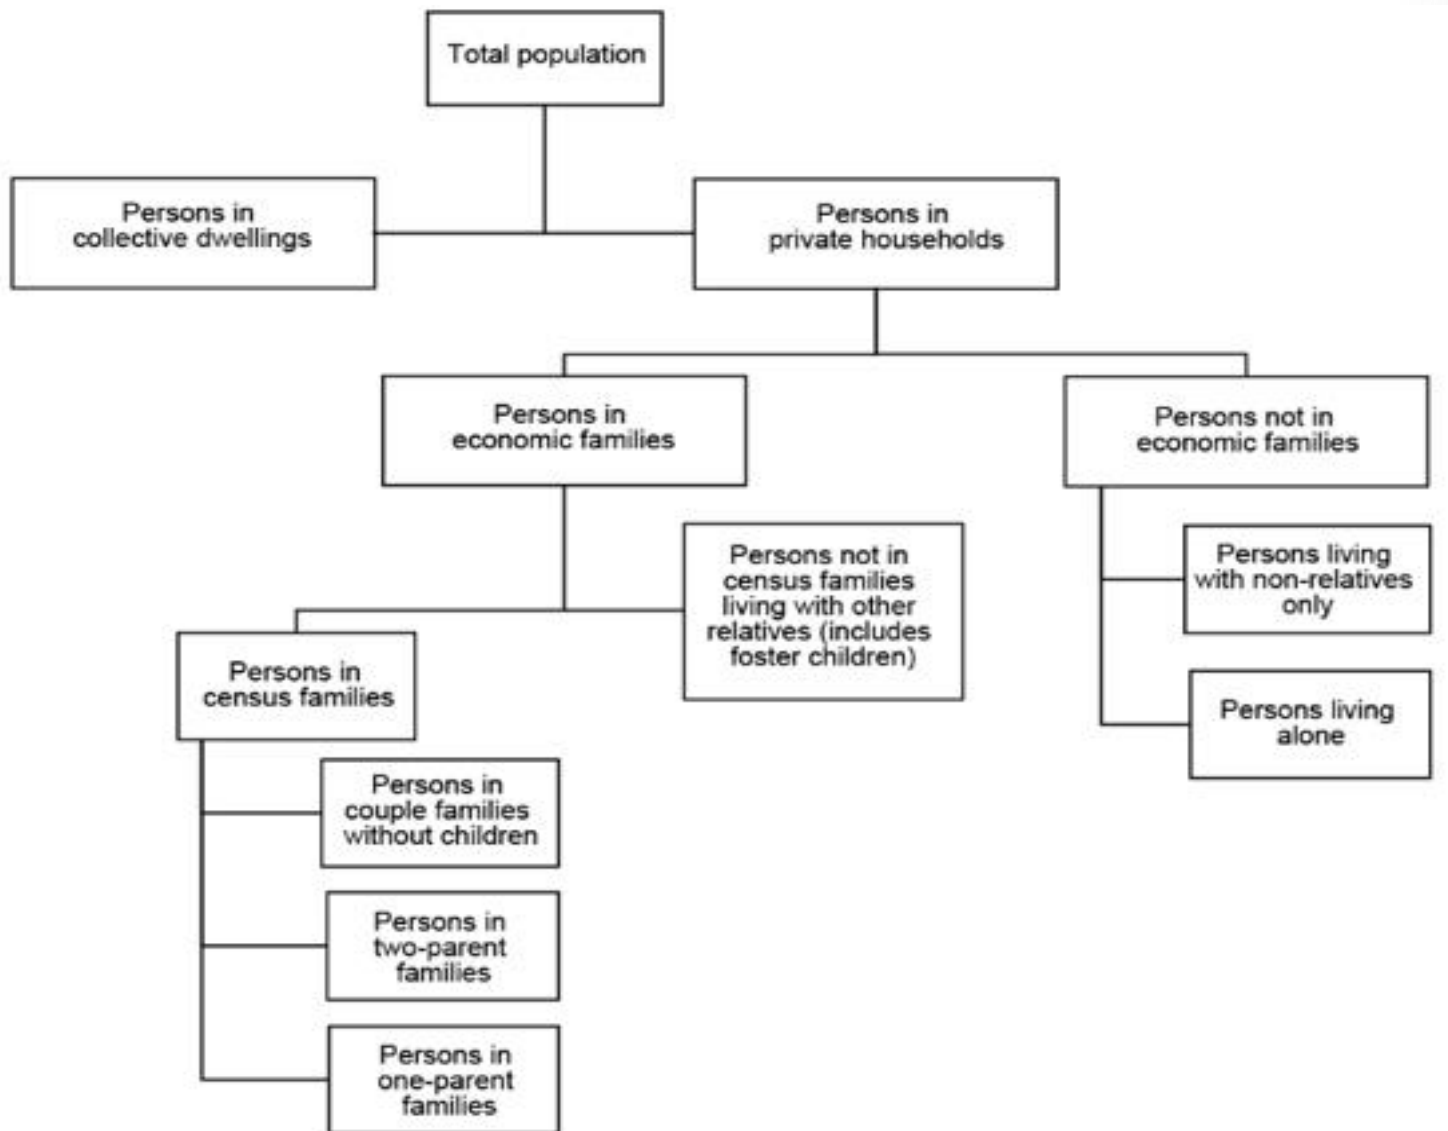 Total population
Persons in
collective dwellings
Persons in
private households
Persons in
economic families
Persons not in
economic families
Persons not in
census families
living with other
relatives (includes
foster children)
Persons living
with non-relatives
only
Persons in
census families
Persons living
alone
Persons in
couple families
without children
Persons in
two-parent
families
Persons in
one-parent
families